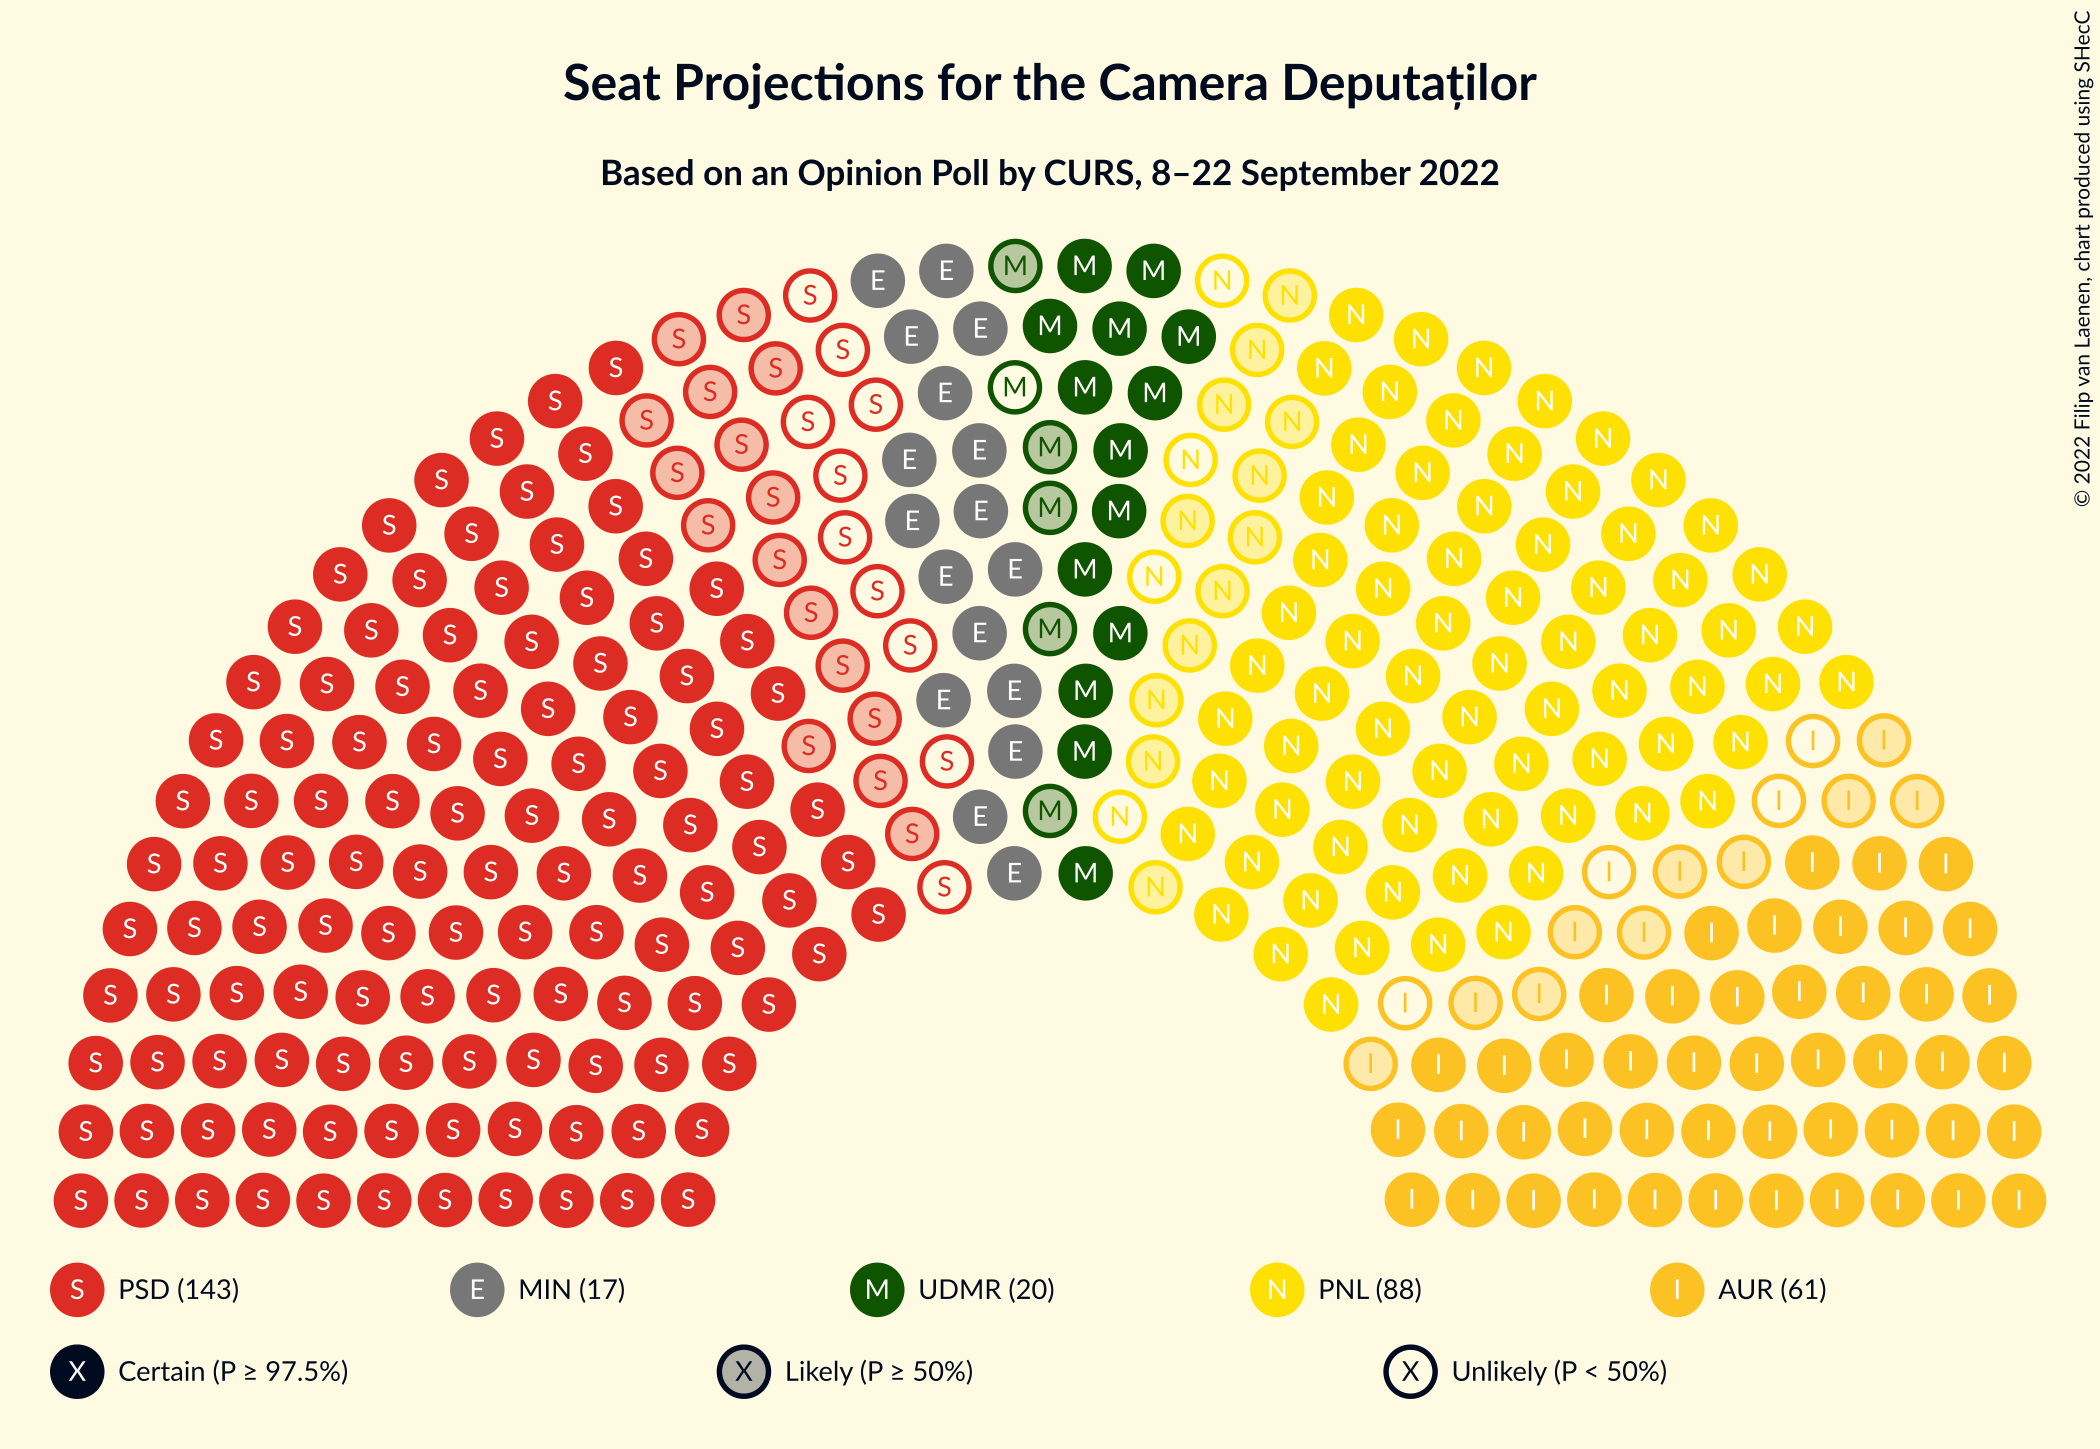 Seat Projections for the Camera Deputaților
Based on an Opinion Poll by CURS, 8–22 September 2022
© 2022 Filip van Laenen, chart produced using SHecC
S PSD (143) E MIN (17) M UDMR (20) N PNL (88) I AUR (61)
X Certain (P ≥ 97.5%) X Likely (P ≥ 50%) X Unlikely (P < 50%)